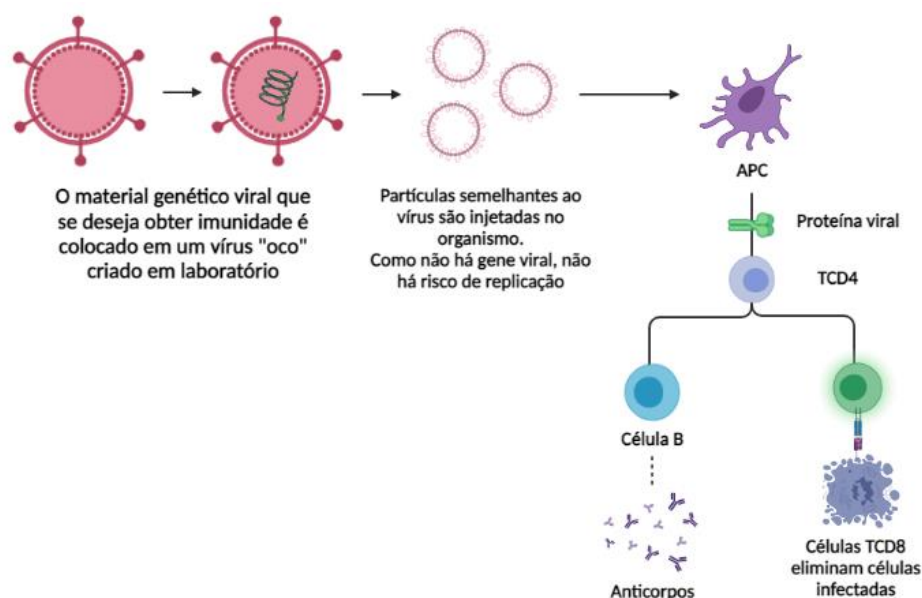 O material genético viral que
se deseja obter imunidade é
colocado em um vírus "oco"
criado em laboratório
Partículas semelhantes ao
vírus são injetadas no
organismo.
Como não há gene viral, não
há risco de replicação
APC
Proteína viral
TCD4
Célula B
Anticorpos
Células TCD8
eliminam células
infectadas